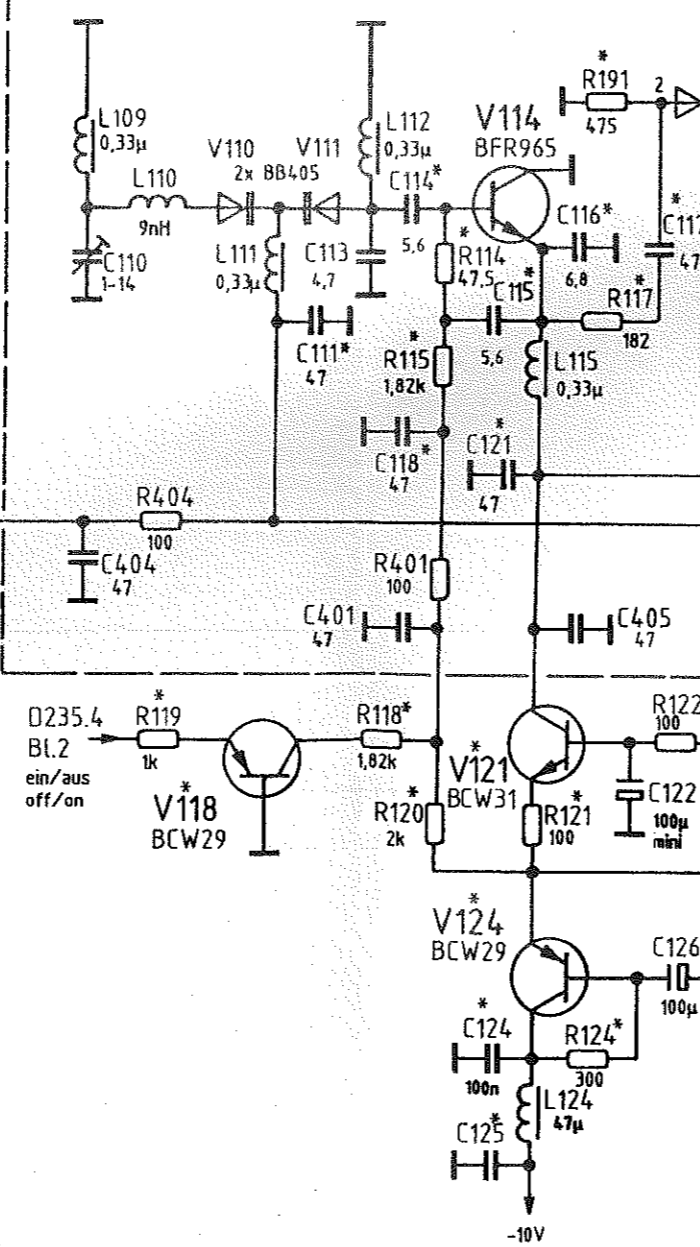 *
R191
475
2
L109
0,33µ
V110
V111
2x BB405
L112
0,33µ
V114
BFR965
L110
9nH
C114*
5,6
*
R114
47,5
C116*
6,8
*
47
C110
1-14
L111
0,33µ
C113
4,7
*
C115
5,6
R117*
182
C111*
47
*
R115
1,82k
L115
0,33µ
C118*
47
*
C121
47
R404
100
C404
47
R401
100
C401
47
C405
47
D235.4
Bl.2
ein/aus
off/on
*
R119
1k
R118*
1,82k
*
V118
BCW29
*
R120
2k
*
V121
BCW31
R122
100
*
R121
100
C122
100µ
mini
*
V124
BCW29
C126
100µ
*
C124
100n
R124*
300
L124
47µ
*
C125
-10V